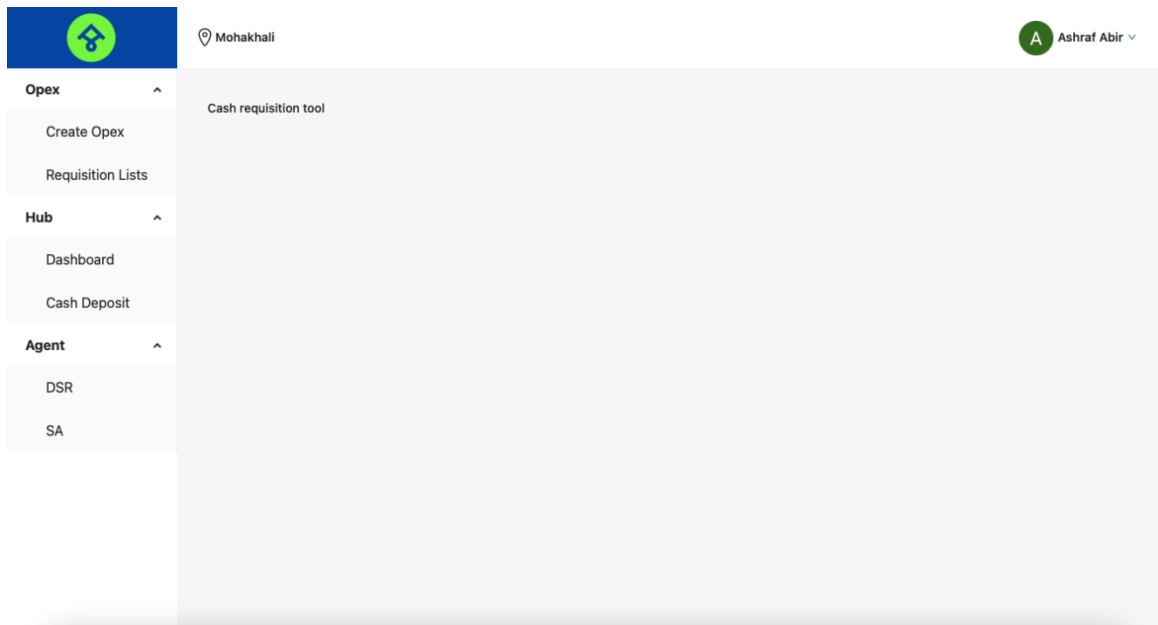 Mohakhali
A
Ashraf Abir
Opex
Create Opex
Requisition Lists
Hub
Dashboard
Cash Deposit
Agent
DSR
SA
Cash requisition tool